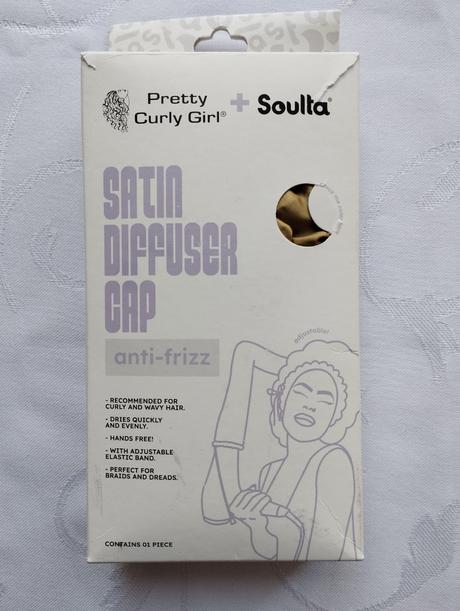 Pretty
Curly Girl®
+
Soulta®
SATIN
DIFFUSER
CAP
anti-frizz
adjustable!
- RECOMMENDED FOR
CURLY AND WAVY HAIR.
- DRIES QUICKLY
AND EVENLY.
- HANDS FREE!
- WITH ADJUSTABLE
ELASTIC BAND.
- PERFECT FOR
BRAIDS AND DREADS.
CONTAINS 01 PIECE